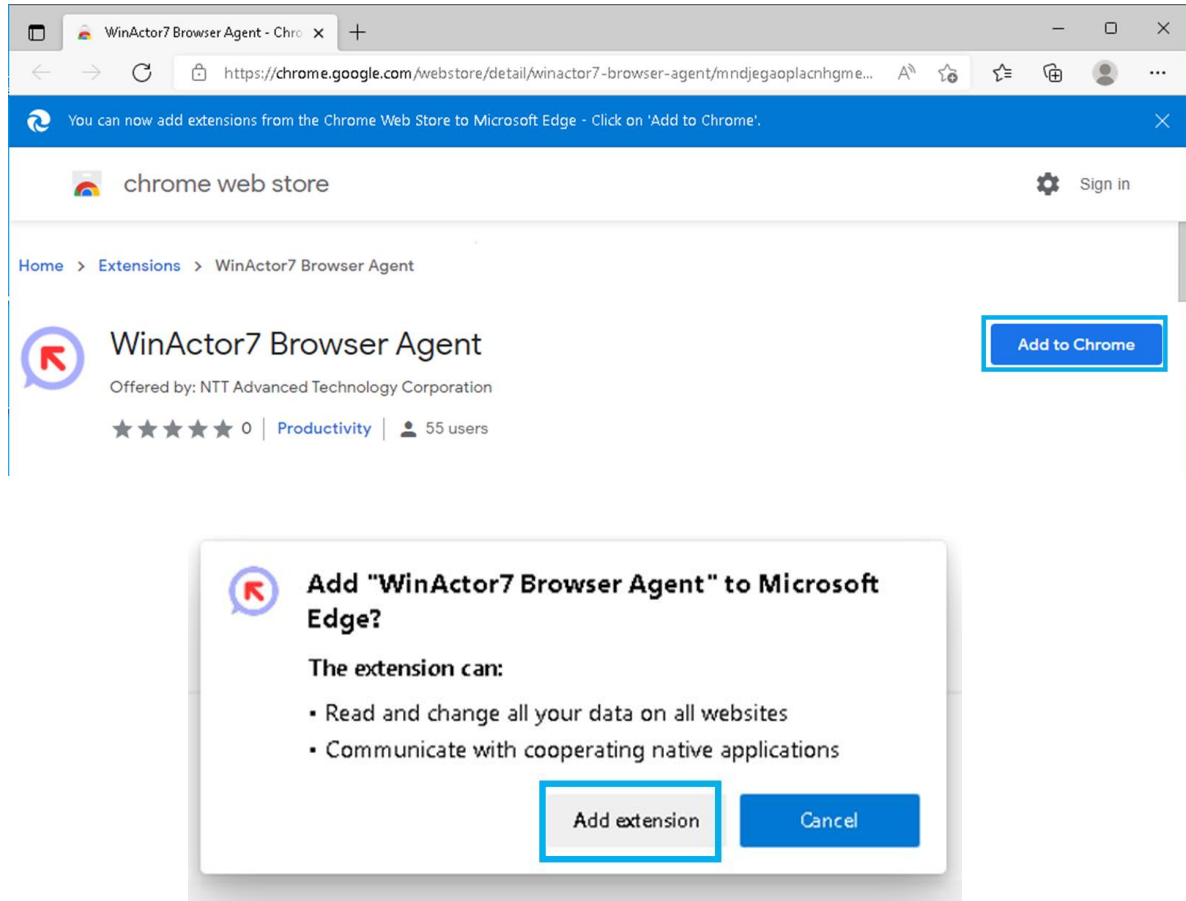 WinActor7 Browser Agent - Chro
https://chrome.google.com/webstore/detail/winactor7-browser-agent/mndjegaoplacnhgme...
You can now add extensions from the Chrome Web Store to Microsoft Edge - Click on 'Add to Chrome'.
chrome web store
Sign in
Home > Extensions > WinActor7 Browser Agent
WinActor7 Browser Agent
Add to Chrome
Offered by: NTT Advanced Technology Corporation
0 | Productivity | 55 users
Add "WinActor7 Browser Agent" to Microsoft
Edge?
The extension can:
▪ Read and change all your data on all websites
▪ Communicate with cooperating native applications
Add extension
Cancel